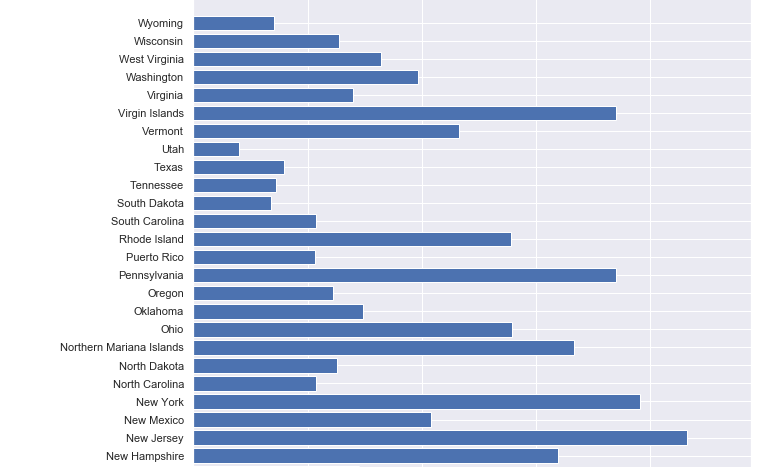 Wyoming
Wisconsin
West Virginia
Washington
Virginia
Virgin Islands
Vermont
Utah
Texas
Tennessee
South Dakota
South Carolina
Rhode Island
Puerto Rico
Pennsylvania
Oregon
Oklahoma
Ohio
Northern Mariana Islands
North Dakota
North Carolina
New York
New Mexico
New Jersey
New Hampshire